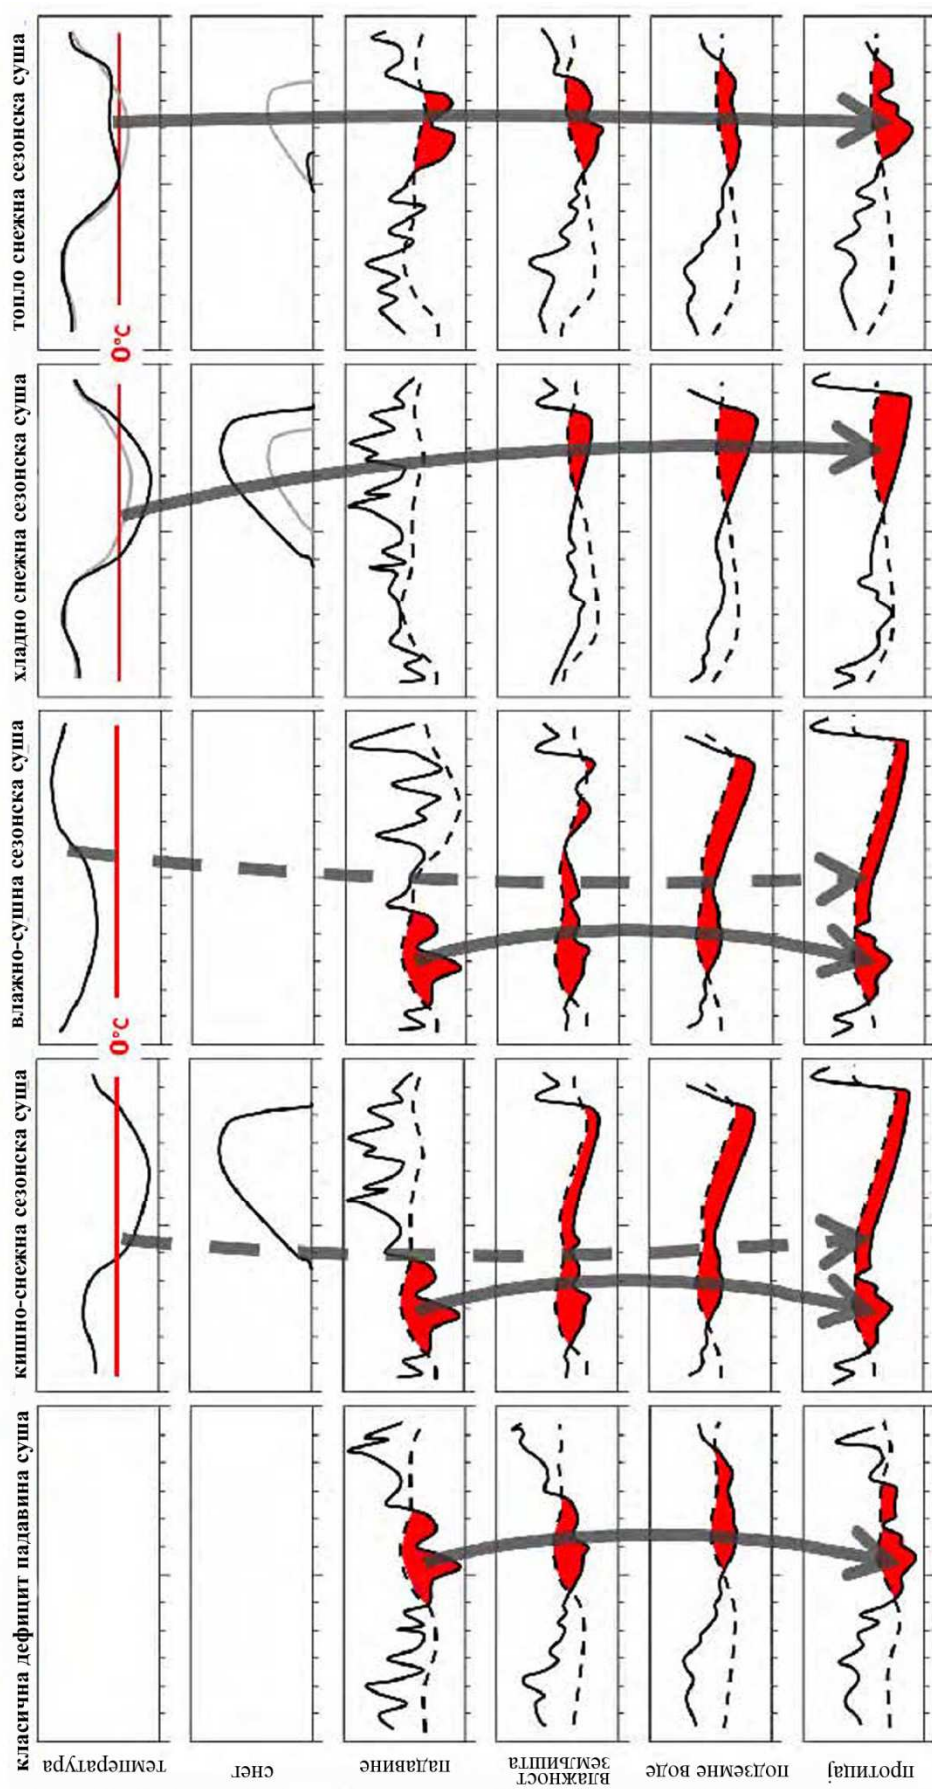 класична дефицит падавина суша
кишно-снежна сезонска суша
влажно-сушна сезонска суша
хладно снежна сезонска суша
топло снежна сезонска суша
температура
0°C
0°C
снег
падавине
влажност
земљишта
подземне воде
протицај